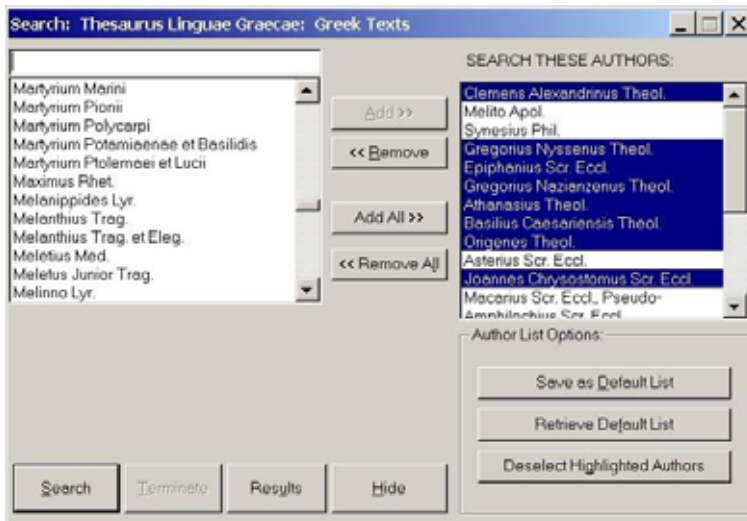 Search: Thesaurus Linguae Graecae: Greek Texts
Martyrium Marini
Martyrium Pionii
Martyrium Polycarpi
Martyrium Potamiaenae et Basilidis
Martyrium Ptolemaei et Lucii
Maximus Rhet.
Melanippides Lyr.
Melanthius Trag.
Melanthius Trag. et Eleg.
Meletius Med.
Meletus Junior Trag.
Melinno Lyr.
Add >>
<< Remove
Add All >>
<< Remove All
SEARCH THESE AUTHORS:
Clemens Alexandrinus Theol.
Melito Apol.
Synesius Phil.
Gregorius Nyssenus Theol.
Epiphanius Scr. Eccl.
Gregorius Nazianzenus Theol.
Athanasius Theol.
Basilius Caesariensis Theol.
Origenes Theol.
Asterius Scr. Eccl.
Joannes Chrysostomus Scr. Eccl.
Macarius Scr. Eccl., Pseudo-
Amphilochius Scr. Eccl.
Author List Options:
Save as Default List
Retrieve Default List
Deselect Highlighted Authors
Search
Terminate
Results
Hide